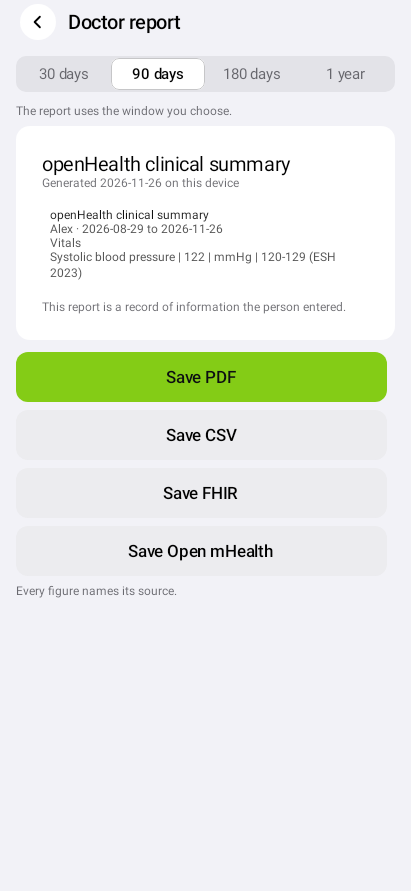 Doctor report
30 days
90 days
180 days
1 year
The report uses the window you choose.
openHealth clinical summary
Generated 2026-11-26 on this device
openHealth clinical summary
Alex · 2026-08-29 to 2026-11-26
Vitals
Systolic blood pressure | 122 | mmHg | 120-129 (ESH
2023)
This report is a record of information the person entered.
Save PDF
Save CSV
Save FHIR
Save Open mHealth
Every figure names its source.